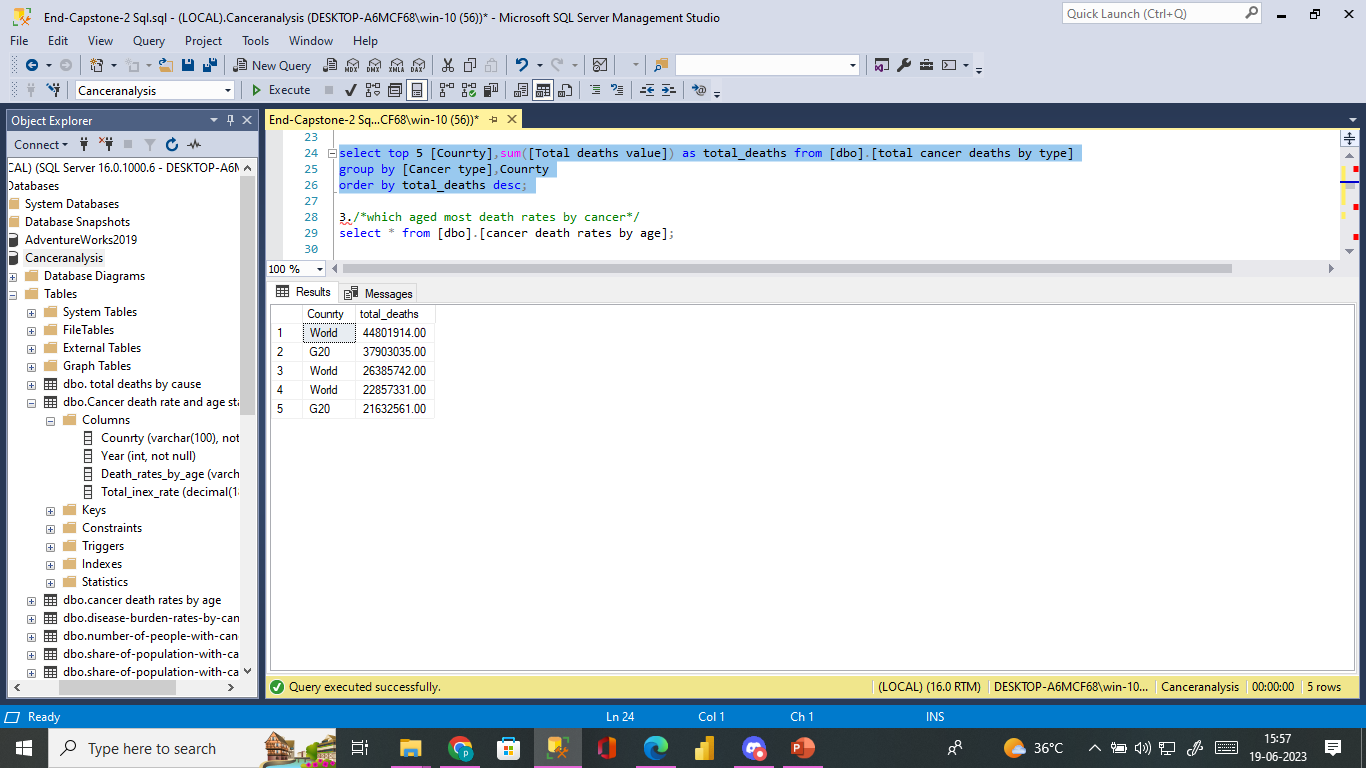 End-Capstone-2 Sql.sql - (LOCAL).Canceranalysis (DESKTOP-A6MCF68\win-10 (56))* - Microsoft SQL Server Management Studio
Quick Launch (Ctrl+Q)
File Edit View Query Project Tools Window Help
New Query MDX DMX XMLA DAX
Canceranalysis Execute
Object Explorer
Connect
CAL) (SQL Server 16.0.1000.6 - DESKTOP-A6M
Databases
System Databases
Database Snapshots
AdventureWorks2019
Canceranalysis
Database Diagrams
Tables
System Tables
FileTables
External Tables
Graph Tables
dbo. total deaths by cause
dbo.Cancer death rate and age sta
Columns
Counrty (varchar(100), not
Year (int, not null)
Death_rates_by_age (varch
Total_inex_rate (decimal(18
Keys
Constraints
Triggers
Indexes
Statistics
dbo.cancer death rates by age
dbo.disease-burden-rates-by-can
dbo.number-of-people-with-can
dbo.share-of-population-with-ca
dbo.share-of-population-with-ca
End-Capstone-2 Sq...CF68\win-10 (56))*
23
24 select top 5 [Counrty],sum([Total deaths value]) as total_deaths from [dbo].[total cancer deaths by type]
25 group by [Cancer type],Counrty
26 order by total_deaths desc;
27
28 3./*which aged most death rates by cancer*/
29 select * from [dbo].[cancer death rates by age];
30
100 %
Results Messages
Counrty total_deaths
1 World 44801914.00
2 G20 37903035.00
3 World 26385742.00
4 World 22857331.00
5 G20 21632561.00
Query executed successfully. (LOCAL) (16.0 RTM) DESKTOP-A6MCF68\win-10... Canceranalysis 00:00:00 5 rows
Ready Ln 24 Col 1 Ch 1 INS
Type here to search 36°C 15:57
19-06-2023